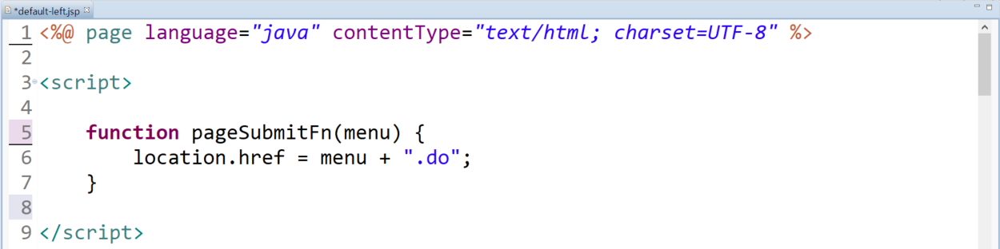 *default-left.jsp
1 <%@ page language="java" contentType="text/html; charset=UTF-8" %>
2
3 <script>
4
5     function pageSubmitFn(menu) {
6         location.href = menu + ".do";
7     }
8
9 </script>